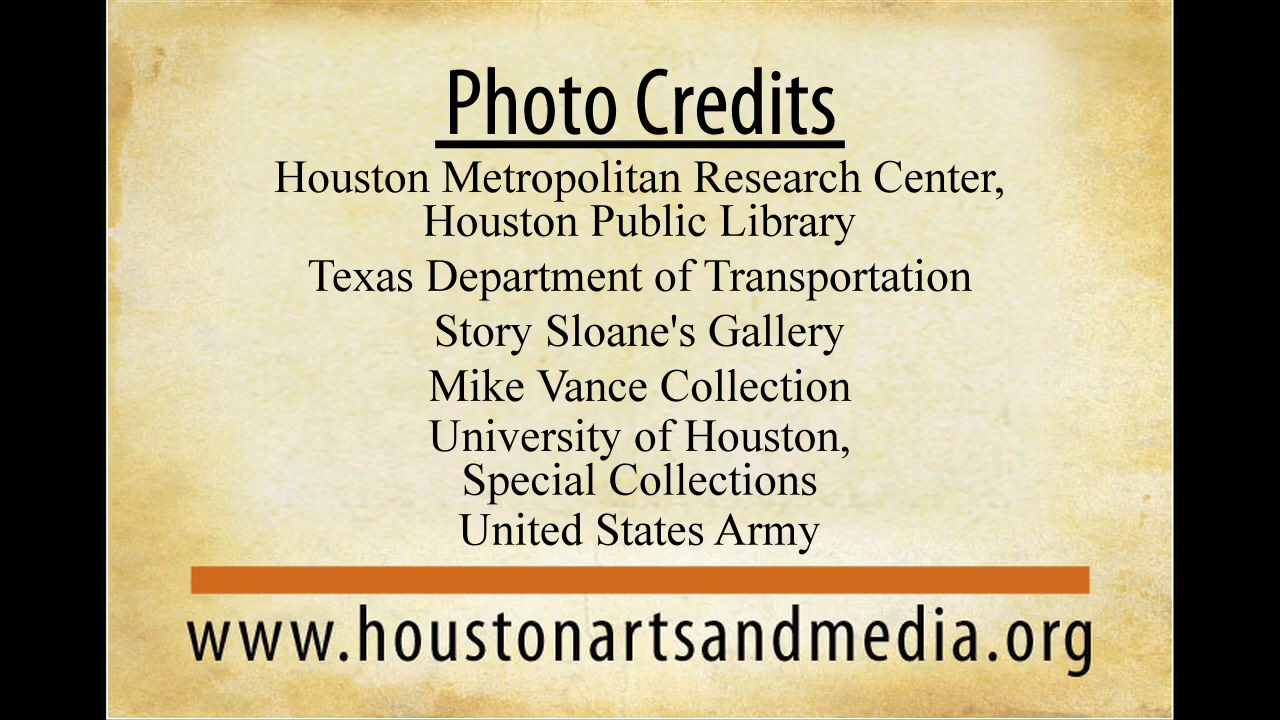 Photo Credits
Houston Metropolitan Research Center,
Houston Public Library
Texas Department of Transportation
Story Sloane's Gallery
Mike Vance Collection
University of Houston,
Special Collections
United States Army
www.houstonartsandmedia.org